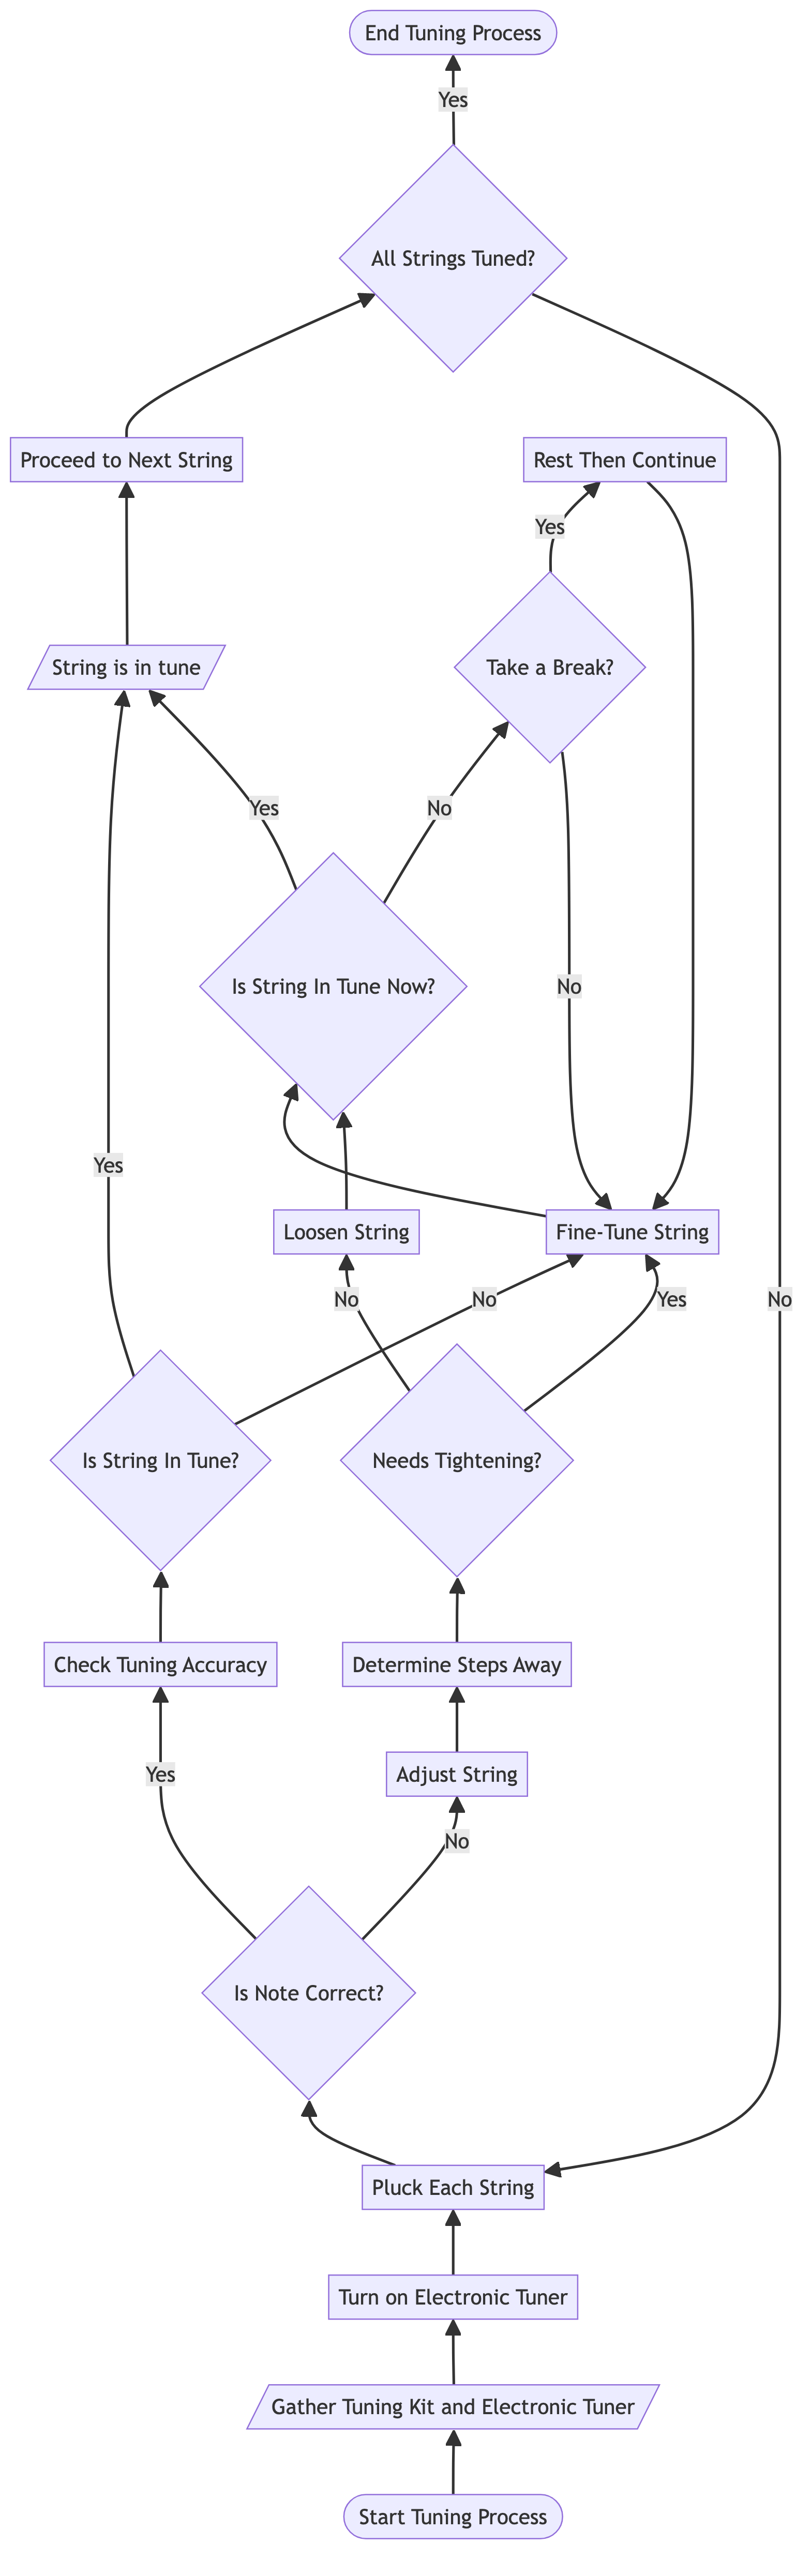 End Tuning Process
Yes
All Strings Tuned?
Proceed to Next String
Rest Then Continue
Yes
String is in tune
Take a Break?
Yes
No
Is String In Tune Now?
No
Yes
Loosen String
Fine-Tune String
No
No
Yes
No
Is String In Tune?
Needs Tightening?
Check Tuning Accuracy
Determine Steps Away
Yes
Adjust String
No
Is Note Correct?
Pluck Each String
Turn on Electronic Tuner
Gather Tuning Kit and Electronic Tuner
Start Tuning Process